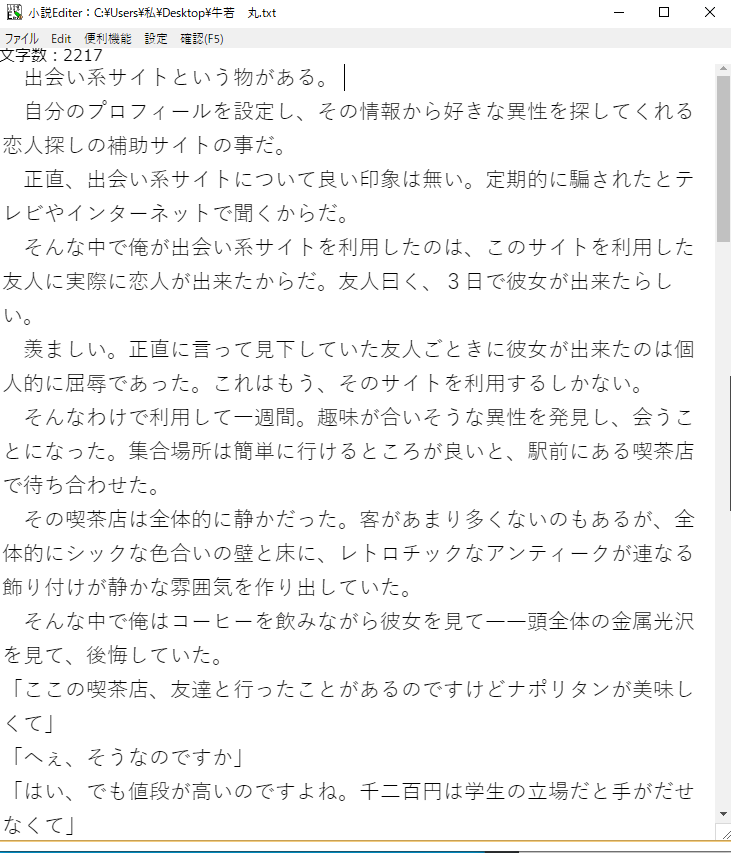 小説Editer：C:¥Users¥私¥Desktop¥牛若　丸.txt
ファイル　Edit　便利機能　設定　確認(F5)
文字数：2217
　出会い系サイトという物がある。
　自分のプロフィールを設定し、その情報から好きな異性を探してくれる
恋人探しの補助サイトの事だ。
　正直、出会い系サイトについて良い印象は無い。定期的に騙されたとテ
レビやインターネットで聞くからだ。
　そんな中で俺が出会い系サイトを利用したのは、このサイトを利用した
友人に実際に恋人が出来たからだ。友人曰く、３日で彼女が出来たらし
い。
　羨ましい。正直に言って見下していた友人ごときに彼女が出来たのは個
人的に屈辱であった。これはもう、そのサイトを利用するしかない。
　そんなわけで利用して一週間。趣味が合いそうな異性を発見し、会うこ
とになった。集合場所は簡単に行けるところが良いと、駅前にある喫茶店
で待ち合わせた。
　その喫茶店は全体的に静かだった。客があまり多くないのもあるが、全
体的にシックな色合いの壁と床に、レトロチックなアンティークが連なる
飾り付けが静かな雰囲気を作り出していた。
　そんな中で俺はコーヒーを飲みながら彼女を見て――頭全体の金属光沢
を見て、後悔していた。
「ここの喫茶店、友達と行ったことがあるのですけどナポリタンが美味し
くて」
「へぇ、そうなのですか」
「はい、でも値段が高いのですよね。千二百円は学生の立場だと手がだせ
なくて」